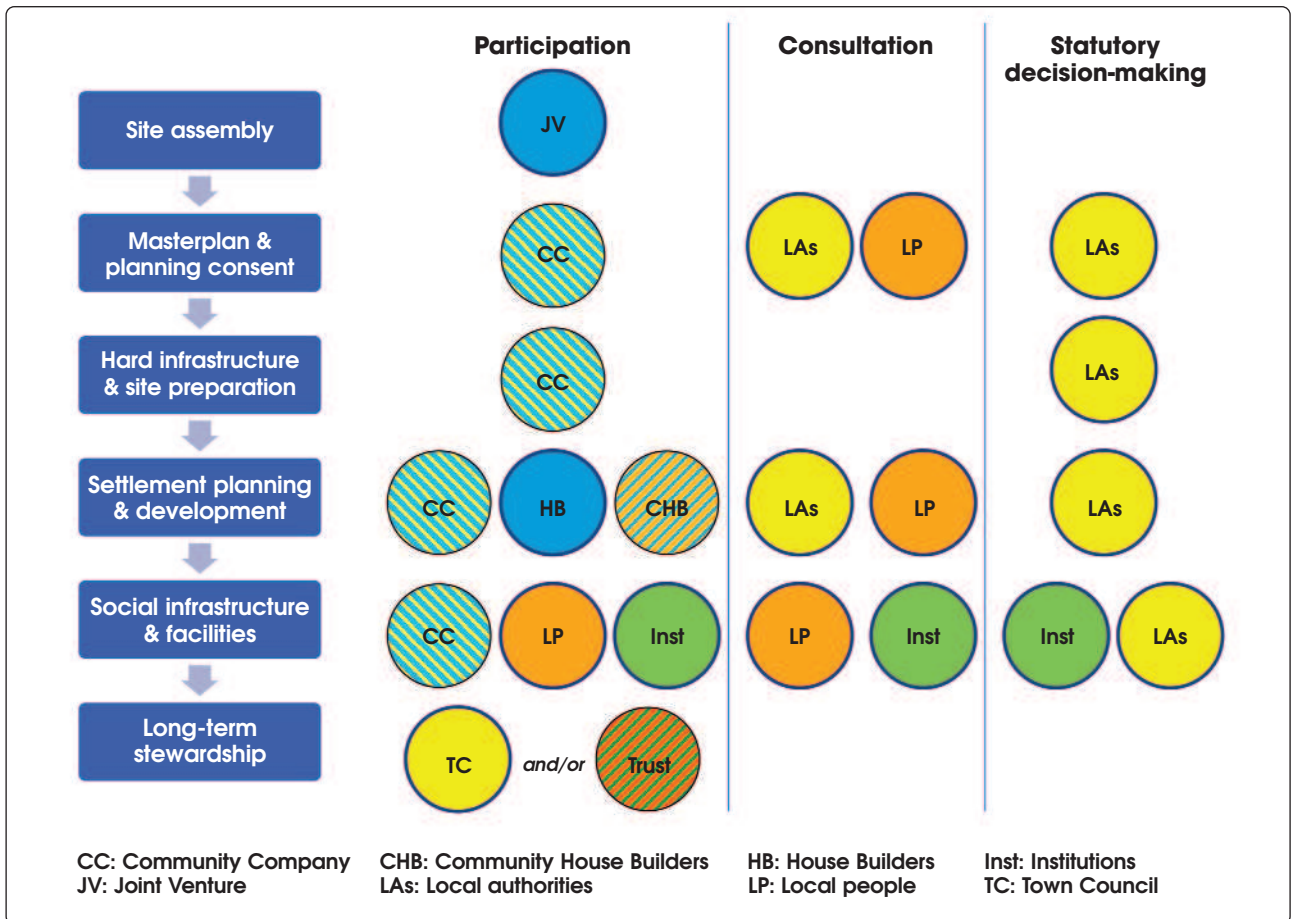 Participation
Consultation
Statutory
decision-making
Site assembly
JV
Masterplan &
planning consent
CC
LAs
LP
LAs
Hard infrastructure
& site preparation
CC
LAs
Settlement planning
& development
CC
HB
CHB
LAs
LP
LAs
Social infrastructure
& facilities
CC
LP
Inst
LP
Inst
Inst
LAs
Long-term
stewardship
TC
and/or
Trust
CC: Community Company
JV: Joint Venture
CHB: Community House Builders
LAs: Local authorities
HB: House Builders
LP: Local people
Inst: Institutions
TC: Town Council